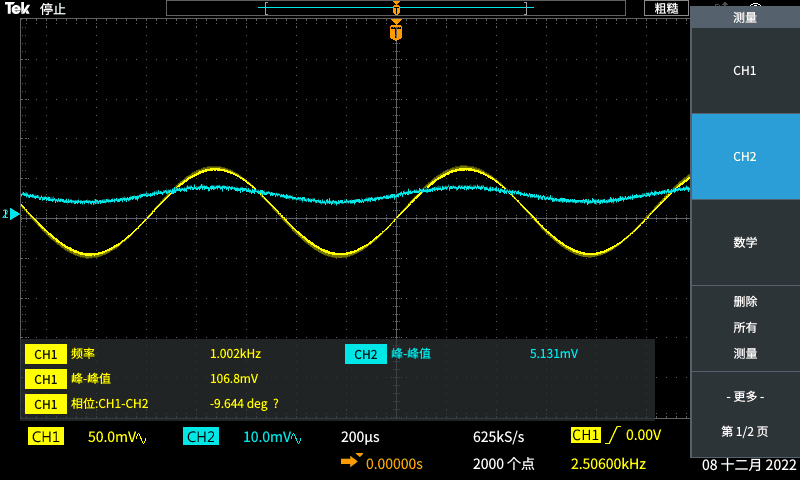 Tek 停止
T
粗糙
T
测量
CH1
CH2
数学
删除
所有
测量
- 更多 -
第 1/2 页
CH1 频率 1.002kHz CH2 峰-峰值 5.131mV
CH1 峰-峰值 106.8mV
CH1 相位:CH1-CH2 -9.644 deg ?
CH1 50.0mV CH2 10.0mV 200μs 625kS/s CH1 0.00V
0.00000s 2000 个点 2.50600kHz 08 十二月 2022